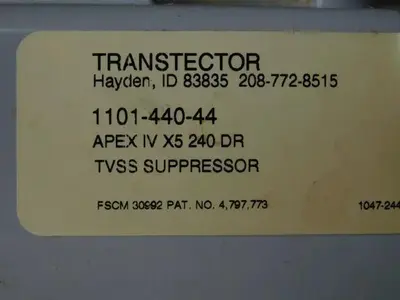 TRANSTECTOR
Hayden, ID 83835 208-772-8515
1101-440-44
APEX IV X5 240 DR
TVSS SUPPRESSOR
FSCM 30992 PAT. NO. 4,797,773
1047-244